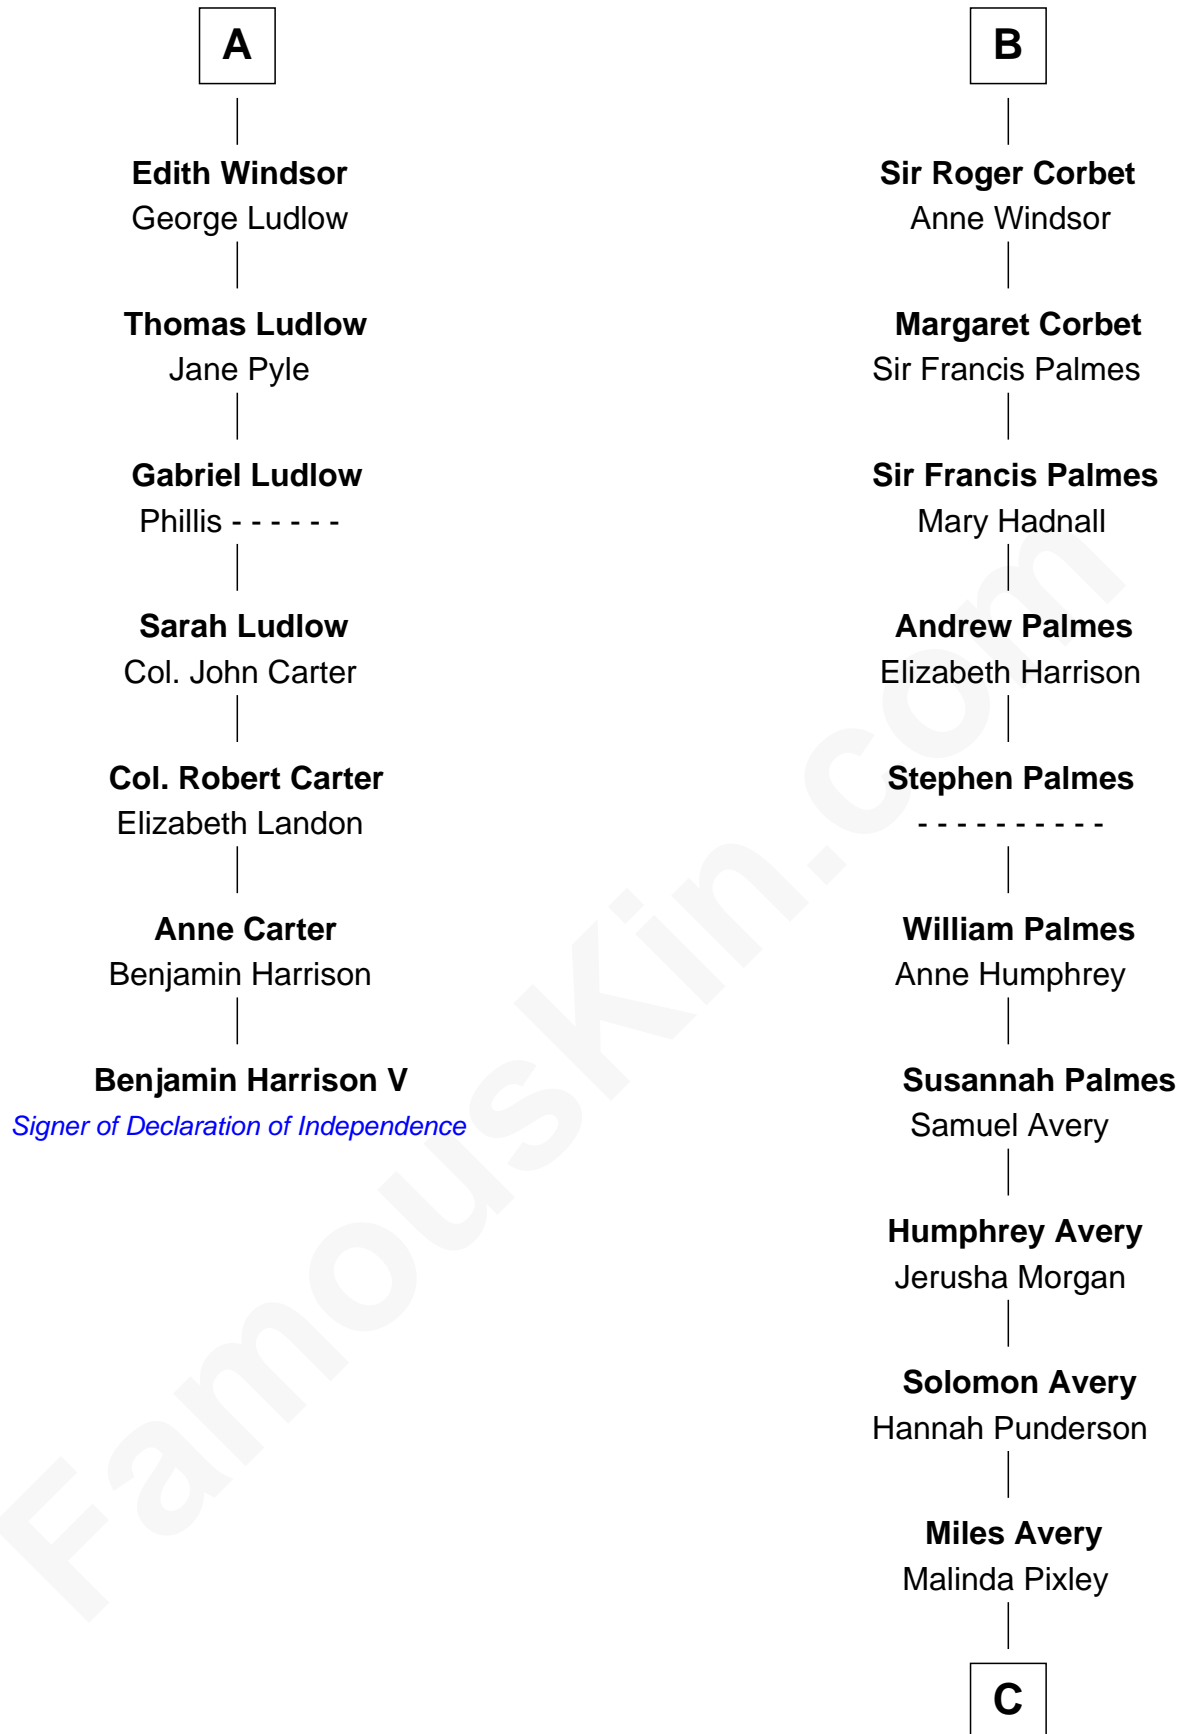 A
Edith Windsor
George Ludlow
Thomas Ludlow
Jane Pyle
Gabriel Ludlow
Phillis - - - - - -
Sarah Ludlow
Col. John Carter
Col. Robert Carter
Elizabeth Landon
Anne Carter
Benjamin Harrison
Benjamin Harrison V
Signer of Declaration of Independence
B
Sir Roger Corbet
Anne Windsor
Margaret Corbet
Sir Francis Palmes
Sir Francis Palmes
Mary Hadnall
Andrew Palmes
Elizabeth Harrison
Stephen Palmes
- - - - - - - - - -
William Palmes
Anne Humphrey
Susannah Palmes
Samuel Avery
Humphrey Avery
Jerusha Morgan
Solomon Avery
Hannah Punderson
Miles Avery
Malinda Pixley
C
FamousKin.com